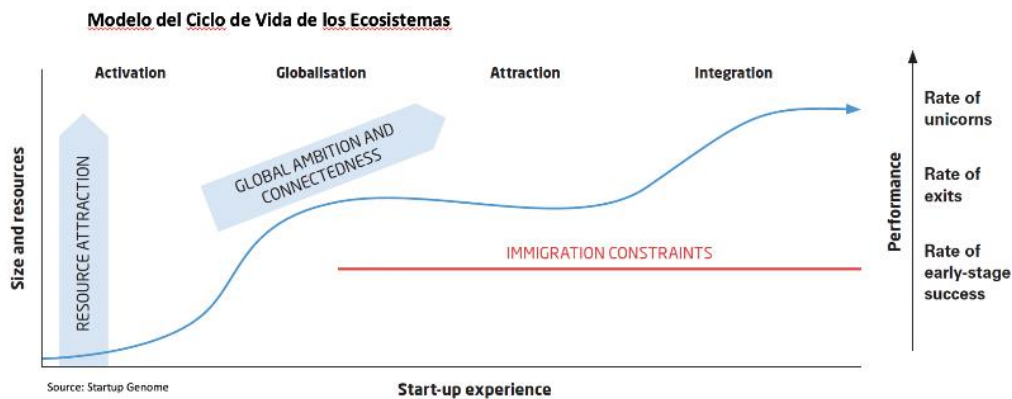 Modelo del Ciclo de Vida de los Ecosistemas
Activation
Globalisation
Attraction
Integration
Size and resources
RESOURCE ATTRACTION
GLOBAL AMBITION AND
CONNECTEDNESS
IMMIGRATION CONSTRAINTS
Performance
Rate of
unicorns
Rate of
exits
Rate of
early-stage
success
Source: Startup Genome
Start-up experience